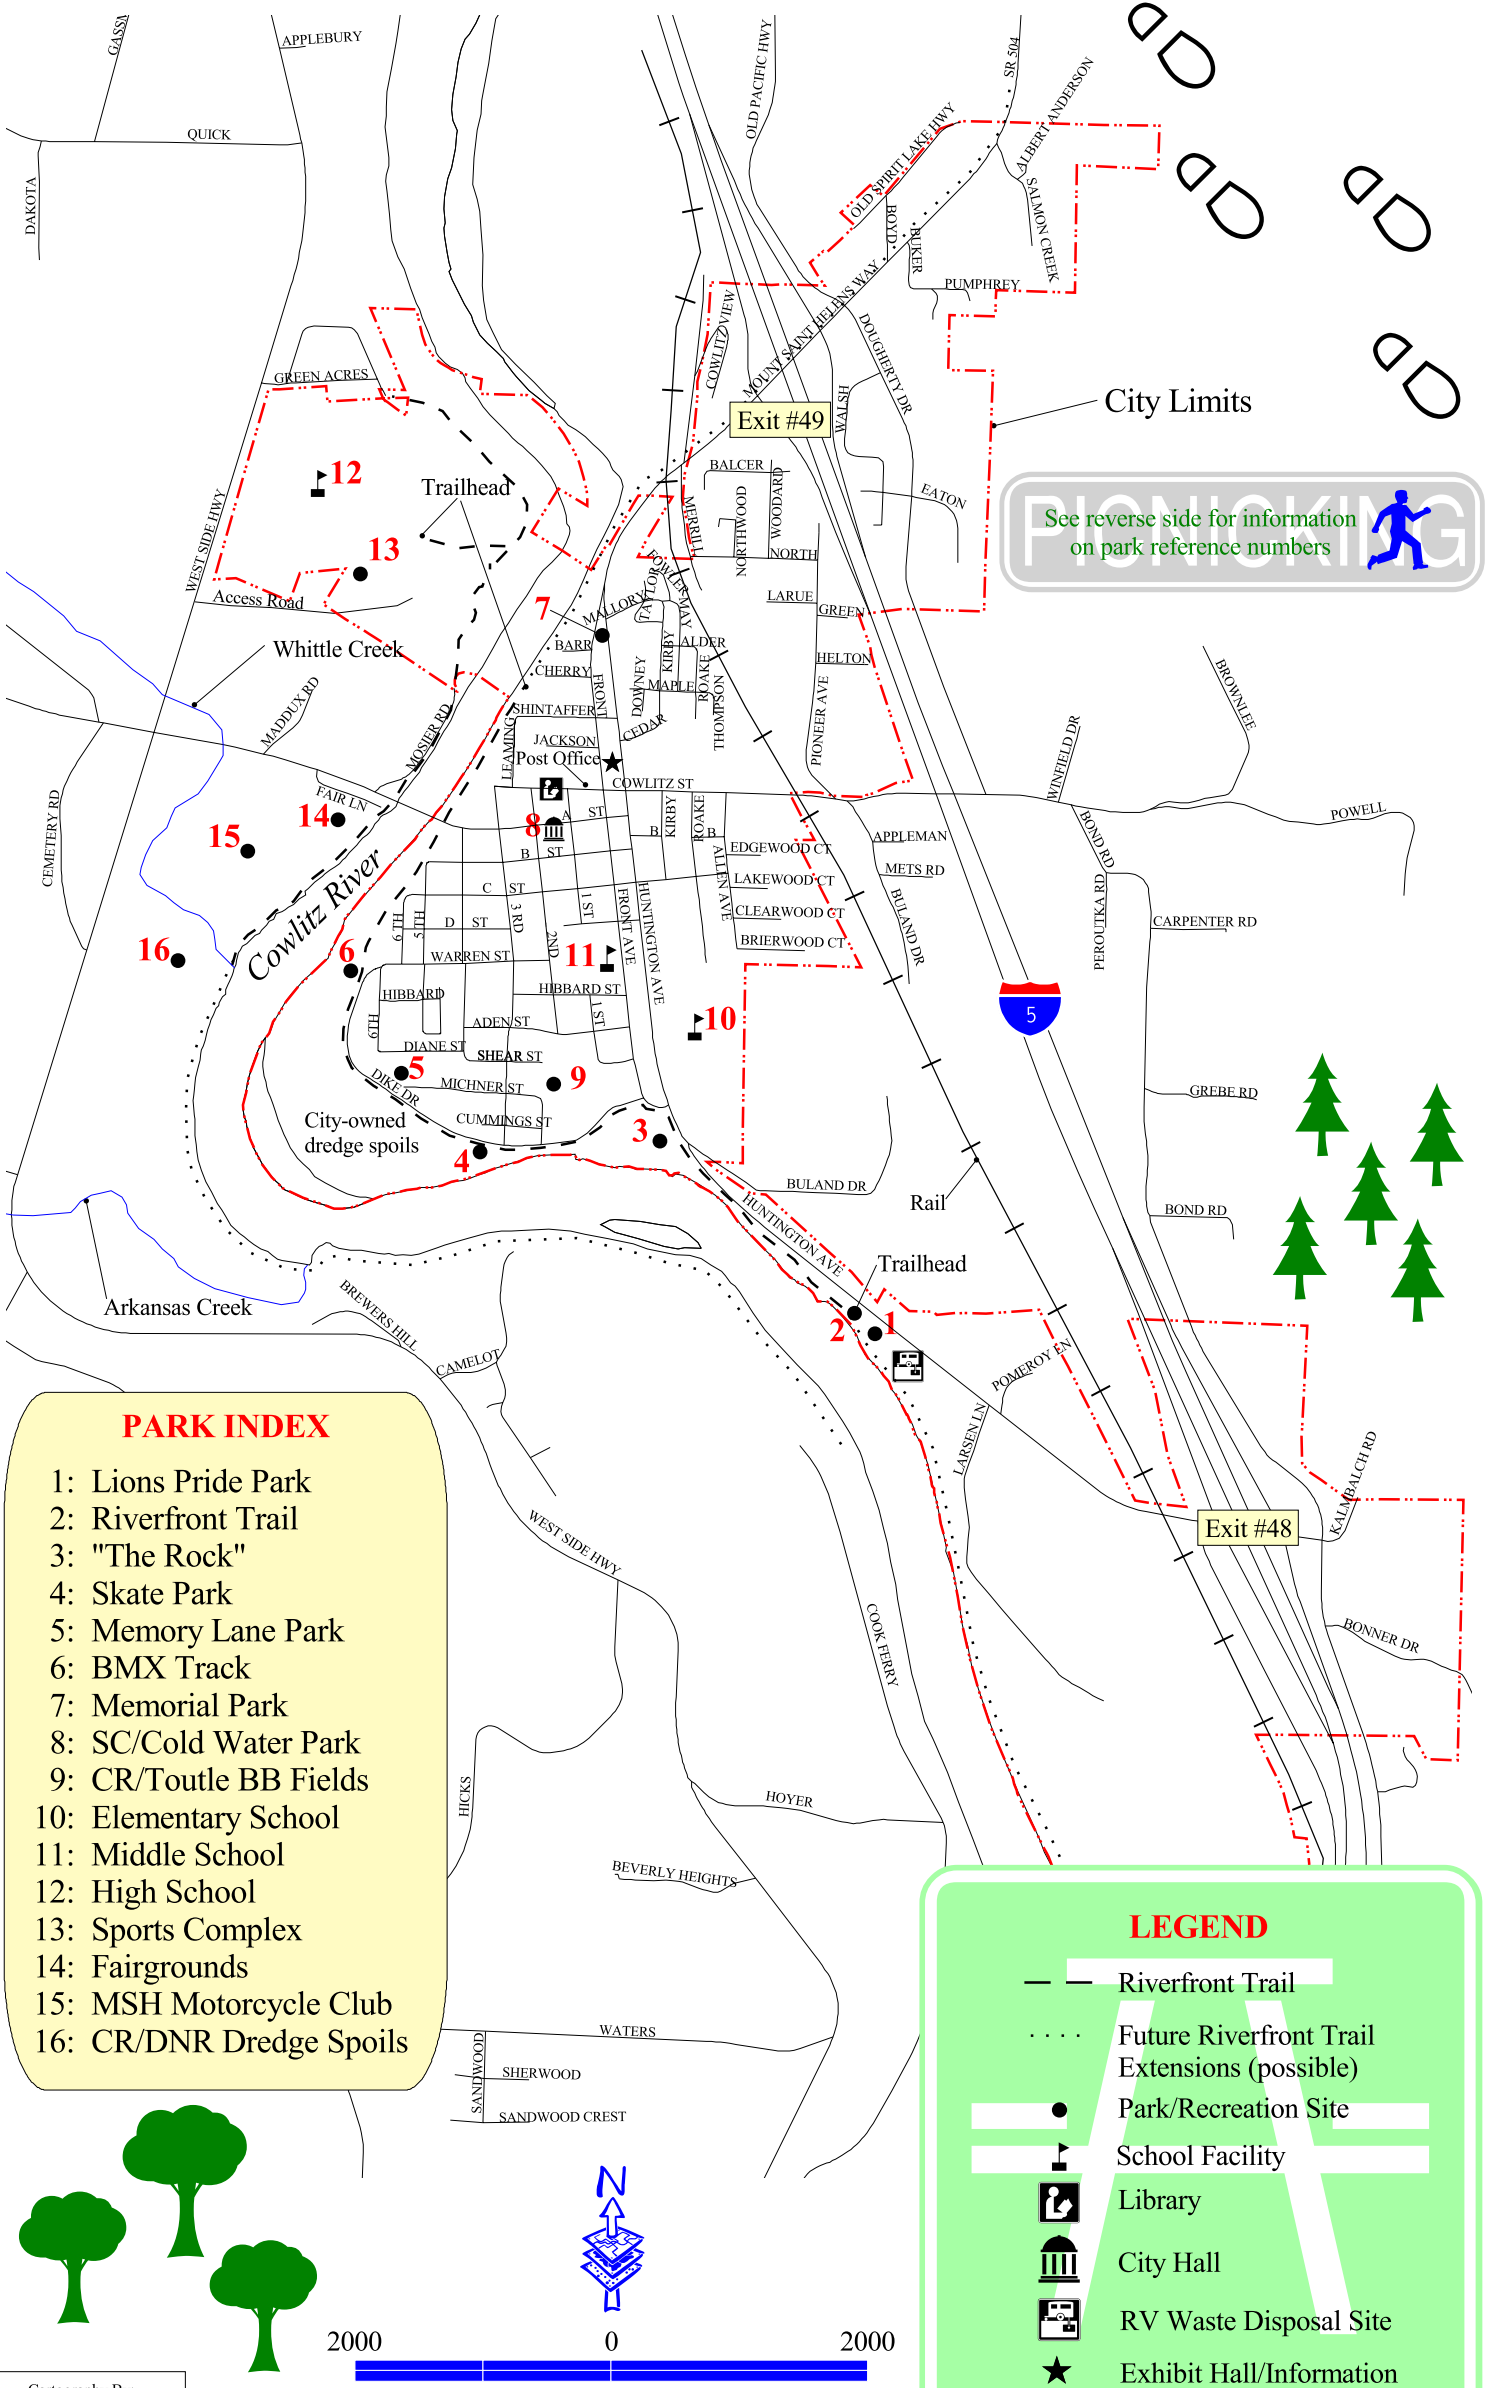 GASSN
APPLEBURY
OLD PACIFIC HWY
SR 504
ALBERT ANDERSON
QUICK
DAKOTA
OLD SPIRIT LAKE HWY
BOYD
BUKER
SALMON CREEK
PUMPHREY
COWLITZ VIEW
MOUNT SAINT HELENS WAY
DOUGHERTY DR
GREEN ACRES
WALSH
Exit #49
City Limits
12
Trailhead
BALCER
NORTHWOOD
WOODARD
EATON
MERRILL
PICNICKING
See reverse side for information
on park reference numbers
WEST SIDE HWY
13
NORTH
FOWLER
TAYLOR
MAY
Access Road
7
MALLORY
LARUE
GREEN
Whittle Creek
BARR
KIRBY
ALDER
CHERRY
DOWNEY
MAPLE
ROAKE
HELTON
FRONT
THOMPSON
PIONEER AVE
BROWNLEE
MADDUX RD
MOSIER RD
LEAMING
SHINTAFFER
CEDAR
JACKSON
Post Office
COWLITZ ST
WINFIELD DR
POWELL
CEMETERY RD
FAIR LN
14
15
8
A ST
B
KIRBY
ROAKE
B
B ST
APPLEMAN
BOND RD
EDGEWOOD CT
METS RD
ALLEN AVE
LAKEWOOD CT
C ST
1 ST
CLEARWOOD CT
BULAND DR
BRIERWOOD CT
PEROUTKA RD
CARPENTER RD
Cowlitz River
6 TH
5 TH
D ST
3 RD
2ND
FRONT AVE
HUNTINGTON AVE
16
6
WARREN ST
11
HIBBARD
HIBBARD ST
6TH
ADEN ST
1 ST
10
5
DIANE ST
SHEAR ST
5
DIKE DR
MICHNER ST
9
GREBE RD
City-owned
dredge spoils
CUMMINGS ST
3
4
BULAND DR
Rail
BOND RD
HUNTINGTON AVE
Trailhead
Arkansas Creek
BREWERS HILL
2
1
CAMELOT
POMEROY LN
LARSEN LN
KALMBALCH RD
WEST SIDE HWY
Exit #48
COOK FERRY
BONNER DR
HICKS
HOYER
BEVERLY HEIGHTS
WATERS
SANDWOOD
SHERWOOD
SANDWOOD CREST
PARK INDEX
1: Lions Pride Park
2: Riverfront Trail
3: "The Rock"
4: Skate Park
5: Memory Lane Park
6: BMX Track
7: Memorial Park
8: SC/Cold Water Park
9: CR/Toutle BB Fields
10: Elementary School
11: Middle School
12: High School
13: Sports Complex
14: Fairgrounds
15: MSH Motorcycle Club
16: CR/DNR Dredge Spoils
LEGEND
Riverfront Trail
Future Riverfront Trail
Extensions (possible)
Park/Recreation Site
School Facility
Library
City Hall
RV Waste Disposal Site
Exhibit Hall/Information
N
2000 0 2000